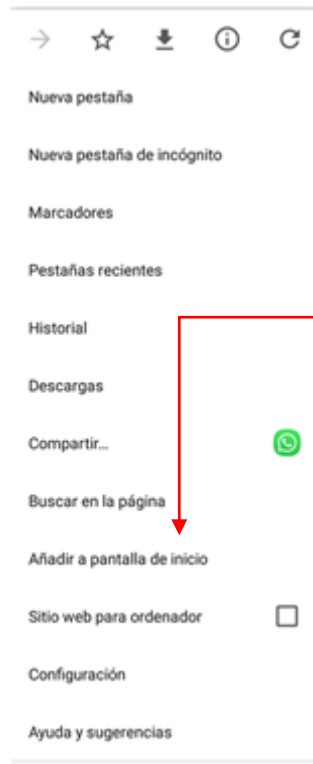 Nueva pestaña
Nueva pestaña de incógnito
Marcadores
Pestañas recientes
Historial
Descargas
Compartir...
Buscar en la página
Añadir a pantalla de inicio
Sitio web para ordenador
Configuración
Ayuda y sugerencias